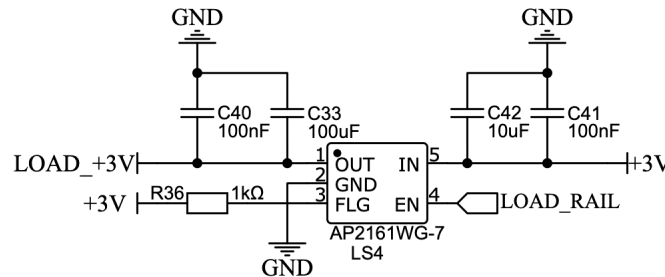 GND
GND
C40
100nF
C33
100uF
C42
10uF
C41
100nF
LOAD_+3V
1
OUT
IN
5
+3V
2
GND
+3V
R36
1kΩ
3
FLG
EN
4
LOAD_RAIL
AP2161WG-7
LS4
GND